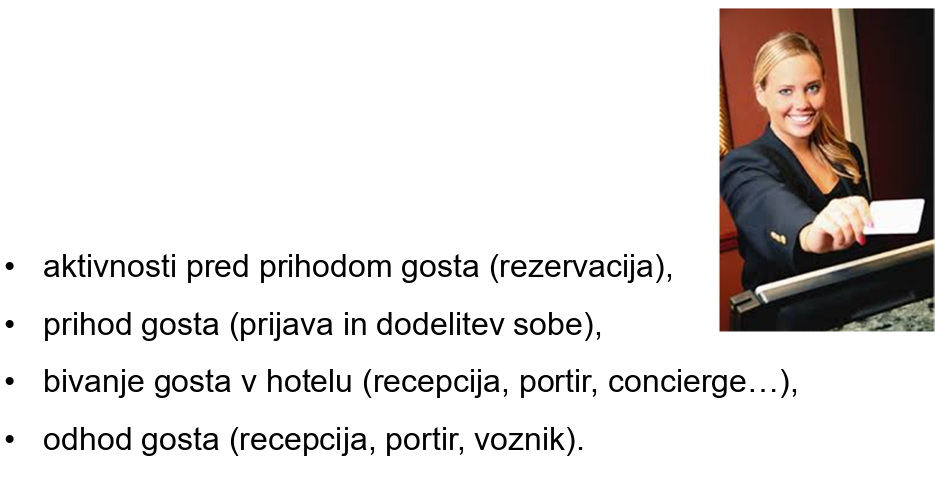 • aktivnosti pred prihodom gosta (rezervacija),
• prihod gosta (prijava in dodelitev sobe),
• bivanje gosta v hotelu (recepcija, portir, concierge…),
• odhod gosta (recepcija, portir, voznik).